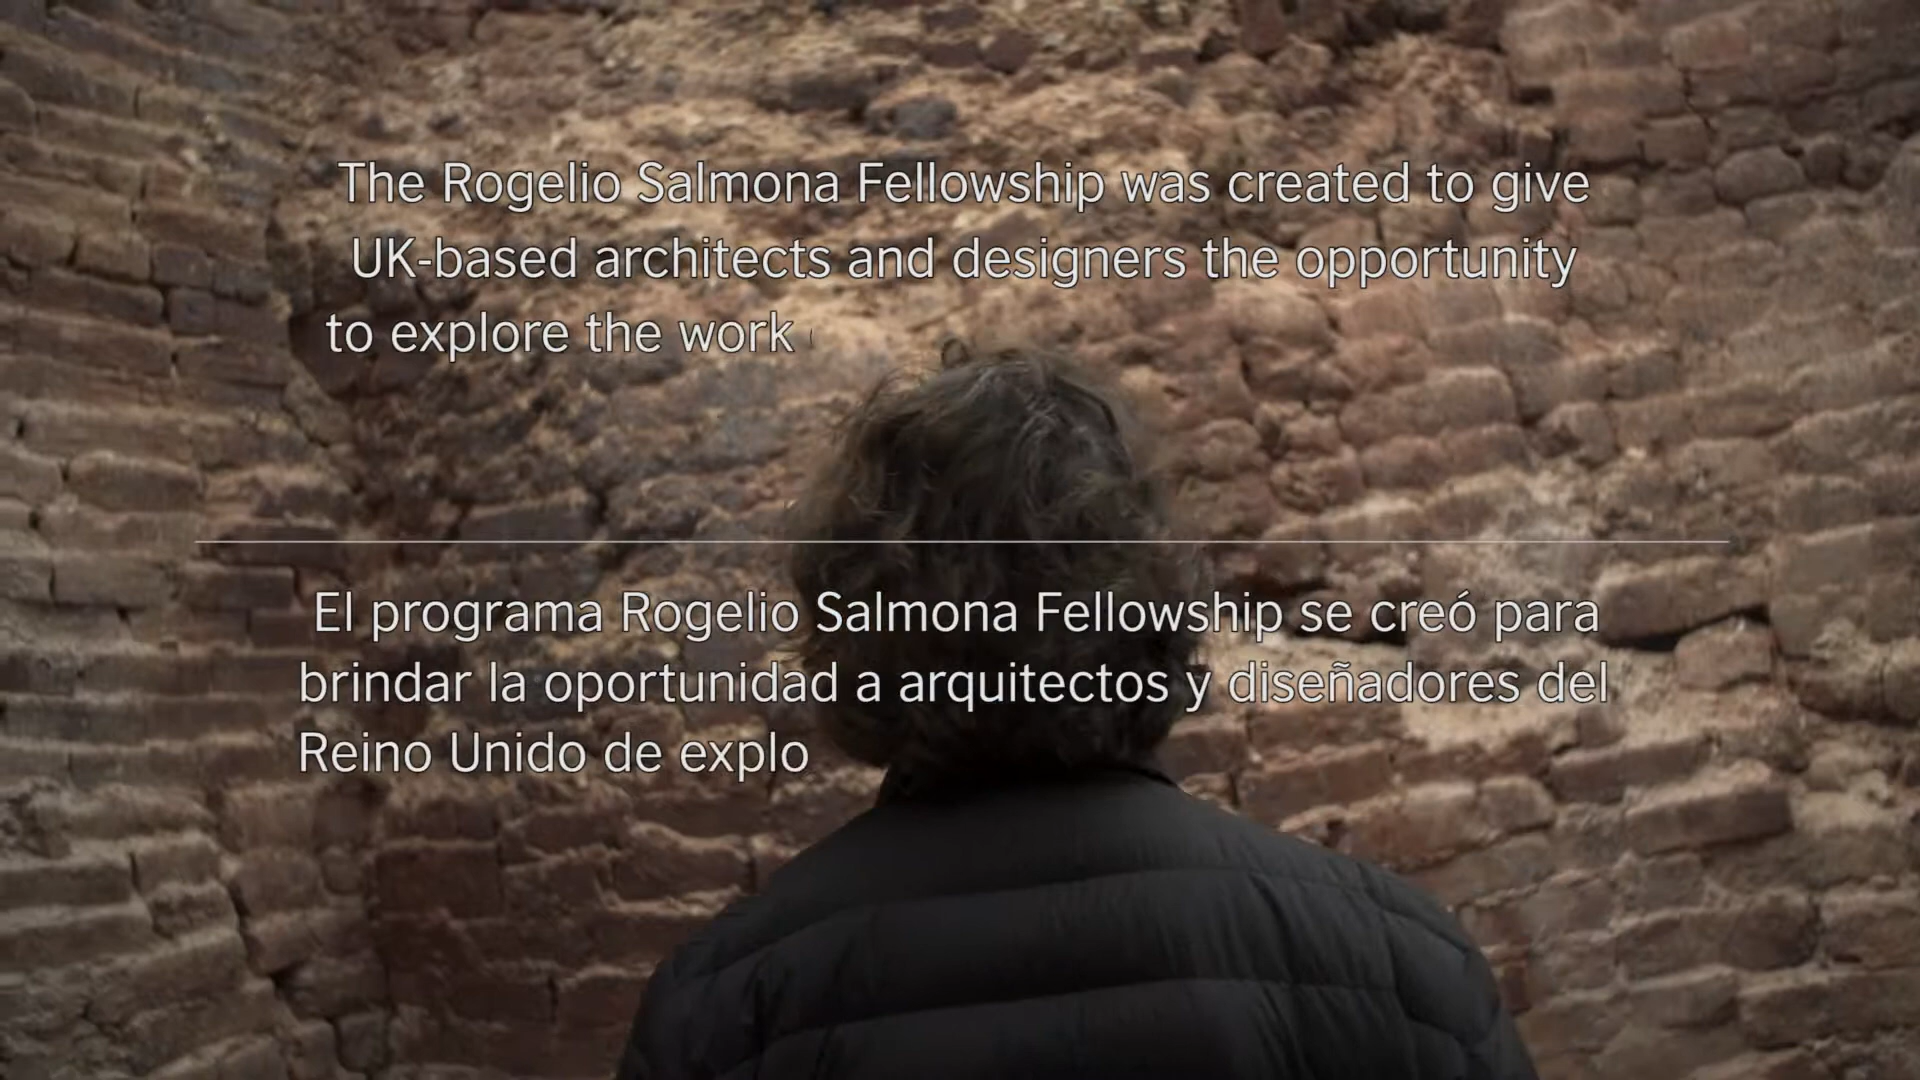 The Rogelio Salmona Fellowship was created to give
UK-based architects and designers the opportunity
to explore the work
El programa Rogelio Salmona Fellowship se creó para
brindar la oportunidad a arquitectos y diseñadores del
Reino Unido de explo